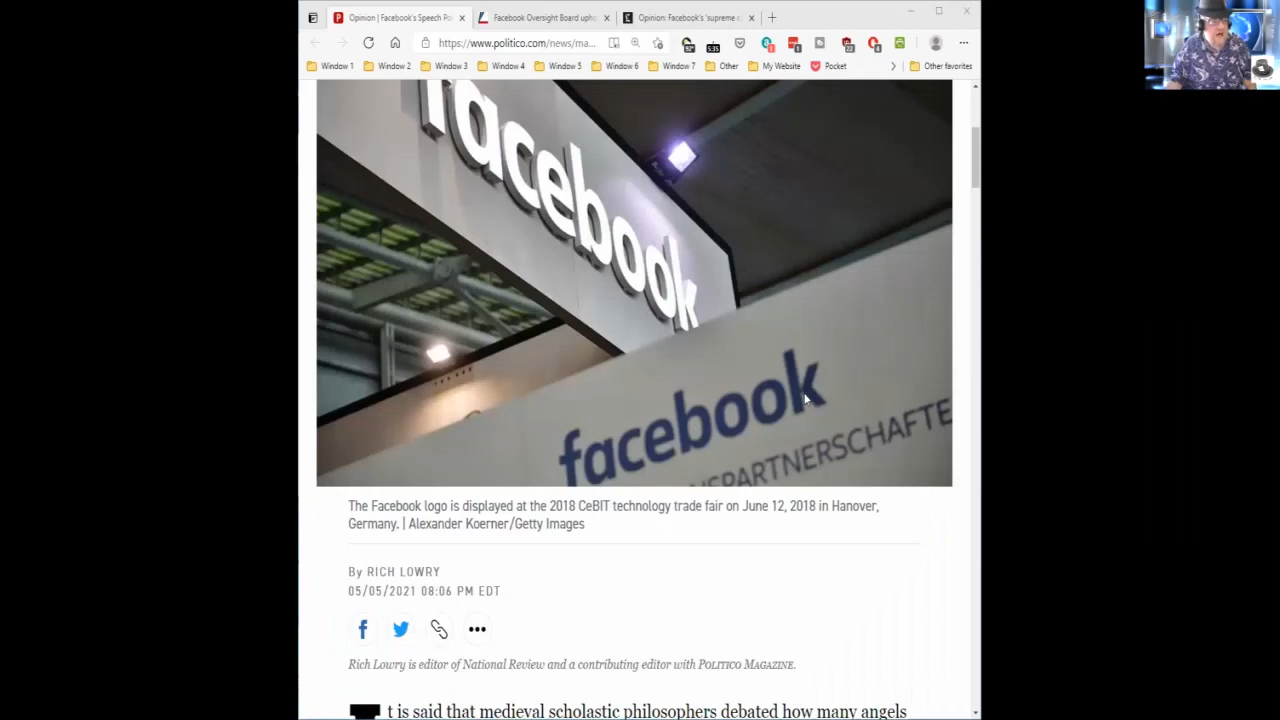 Opinion | Facebook's Speech Pol
Facebook Oversight Board upho
Opinion: Facebook's 'supreme c
https://www.politico.com/news/ma...
Window 1
Window 2
Window 3
Window 4
Window 5
Window 6
Window 7
Other
My Website
Pocket
Other favorites
facebook
facebook
NSPARTNERSCHAFTE
The Facebook logo is displayed at the 2018 CeBIT technology trade fair on June 12, 2018 in Hanover,
Germany. | Alexander Koerner/Getty Images
By RICH LOWRY
05/05/2021 08:06 PM EDT
Rich Lowry is editor of National Review and a contributing editor with POLITICO MAGAZINE.
t is said that medieval scholastic philosophers debated how many angels